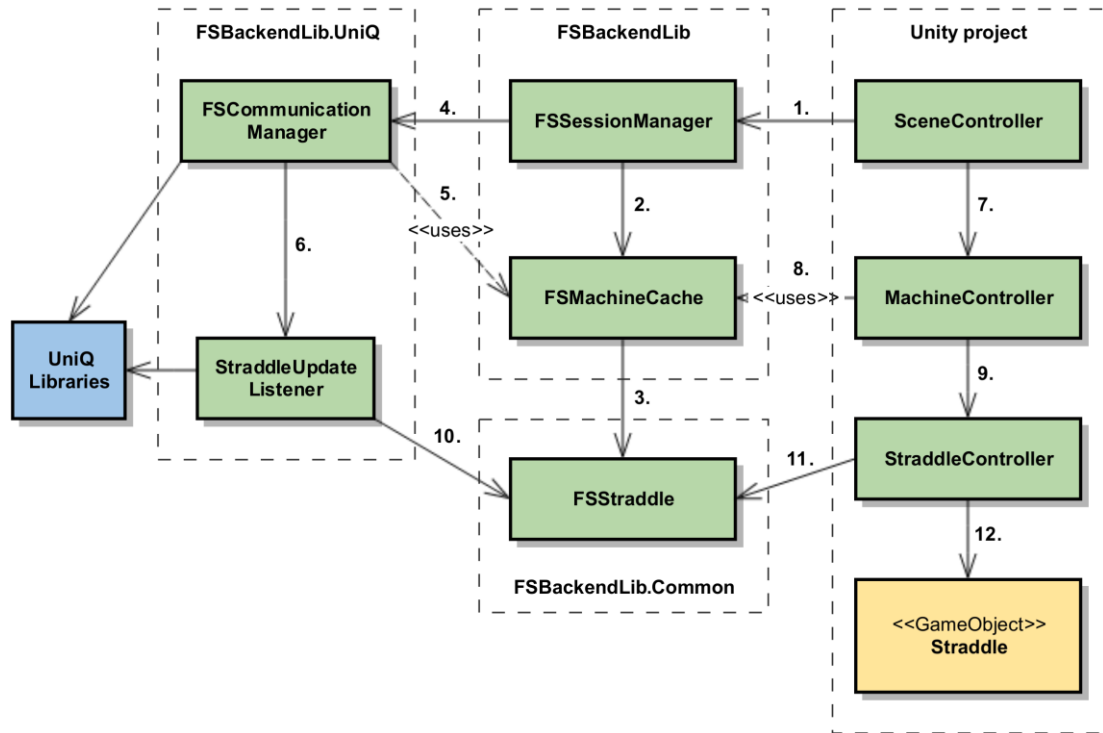 FSBackendLib.UniQ
FSBackendLib
Unity project
FSCommunication
Manager
4.
FSSessionManager
1.
SceneController
5.
<<uses>>
2.
7.
6.
8.
<<uses>>
FSMachineCache
MachineController
UniQ
Libraries
StraddleUpdate
Listener
3.
9.
10.
FSStraddle
11.
StraddleController
12.
FSBackendLib.Common
<<GameObject>>
Straddle